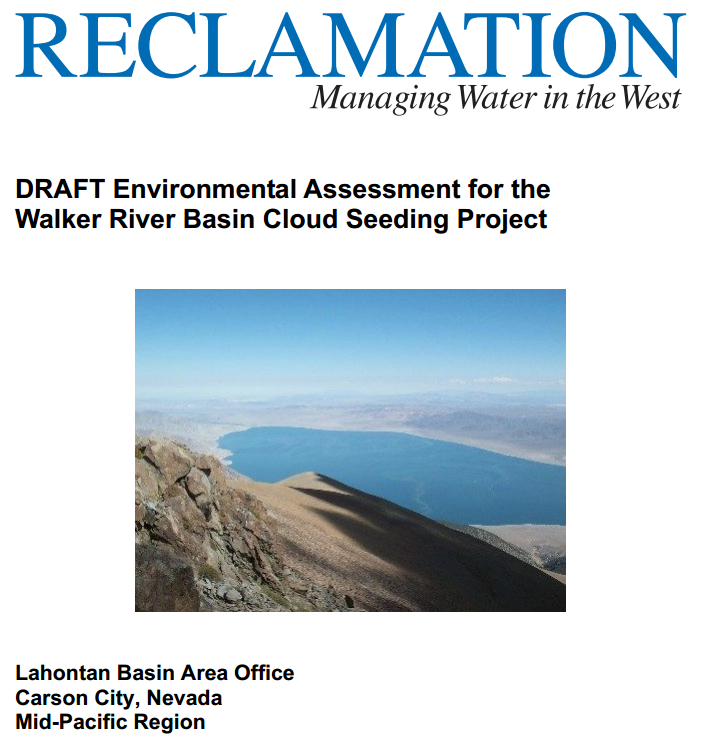 RECLAMATION
Managing Water in the West
DRAFT Environmental Assessment for the
Walker River Basin Cloud Seeding Project
Lahontan Basin Area Office
Carson City, Nevada
Mid-Pacific Region